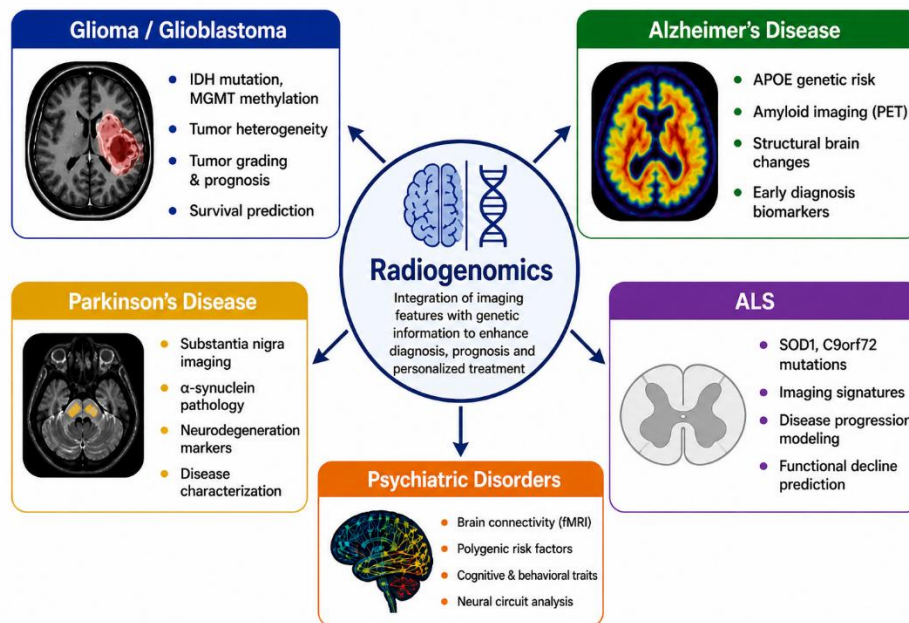 Glioma / Glioblastoma
IDH mutation,
MGMT methylation
Tumor heterogeneity
Tumor grading
& prognosis
Survival prediction
Alzheimer's Disease
APOE genetic risk
Amyloid imaging (PET)
Structural brain
changes
Early diagnosis
biomarkers
Radiogenomics
Integration of imaging
features with genetic
information to enhance
diagnosis, prognosis and
personalized treatment
Parkinson's Disease
Substantia nigra
imaging
α-synuclein
pathology
Neurodegeneration
markers
Disease
characterization
ALS
SOD1, C9orf72
mutations
Imaging signatures
Disease progression
modeling
Functional decline
prediction
Psychiatric Disorders
Brain connectivity (fMRI)
Polygenic risk factors
Cognitive & behavioral traits
Neural circuit analysis